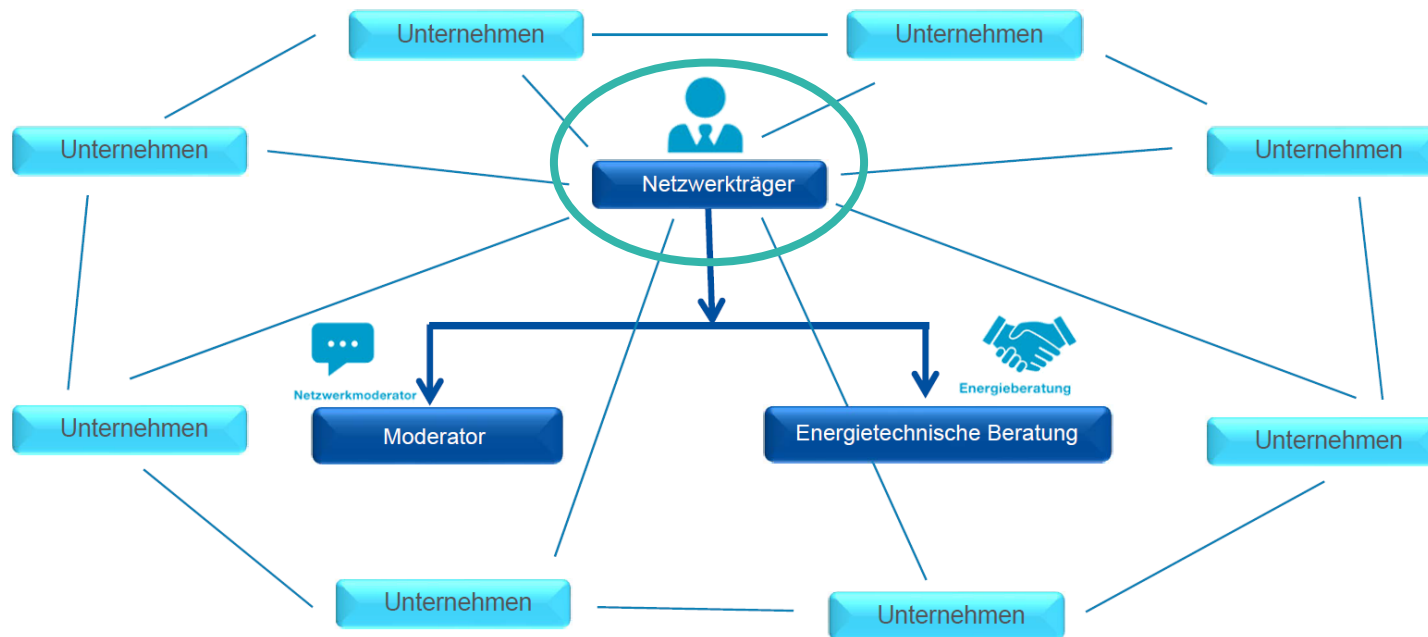 Unternehmen
Unternehmen
Unternehmen
Unternehmen
Netzwerkträger
Netzwerkmoderator
Energieberatung
Unternehmen
Moderator
Energietechnische Beratung
Unternehmen
Unternehmen
Unternehmen